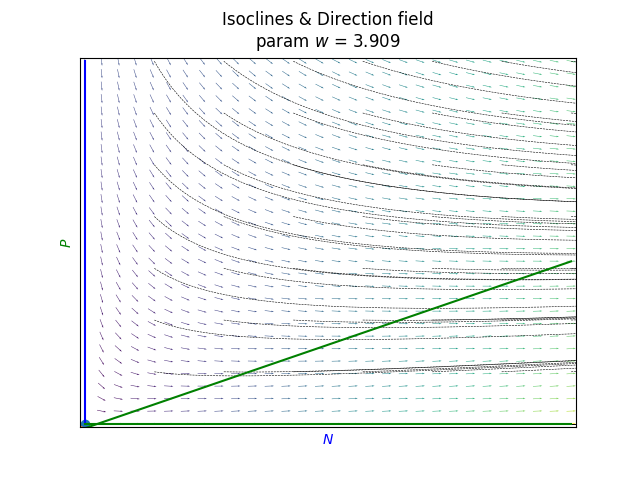 Isoclines & Direction field
param w = 3.909
P
N